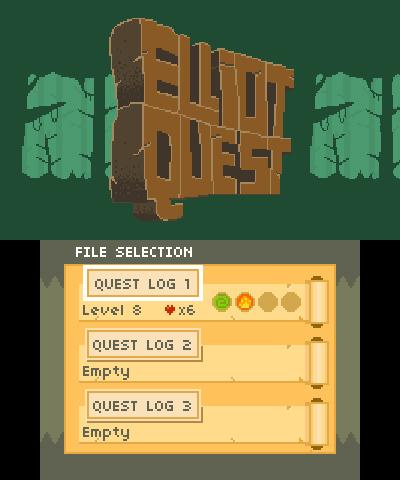 ELLIOT
QUEST
FILE SELECTION
QUEST LOG 1
Level 8 x6
QUEST LOG 2
Empty
QUEST LOG 3
Empty